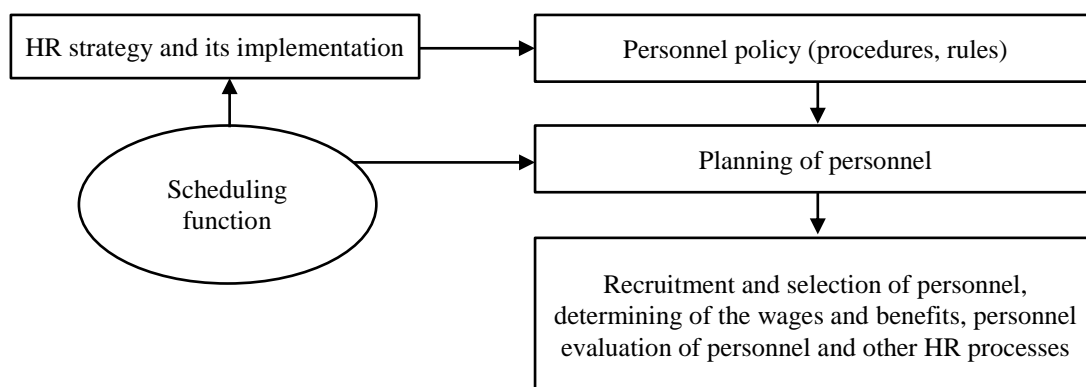 HR strategy and its implementation
Personnel policy (procedures, rules)
Planning of personnel
Scheduling
function
Recruitment and selection of personnel,
determining of the wages and benefits, personnel
evaluation of personnel and other HR processes